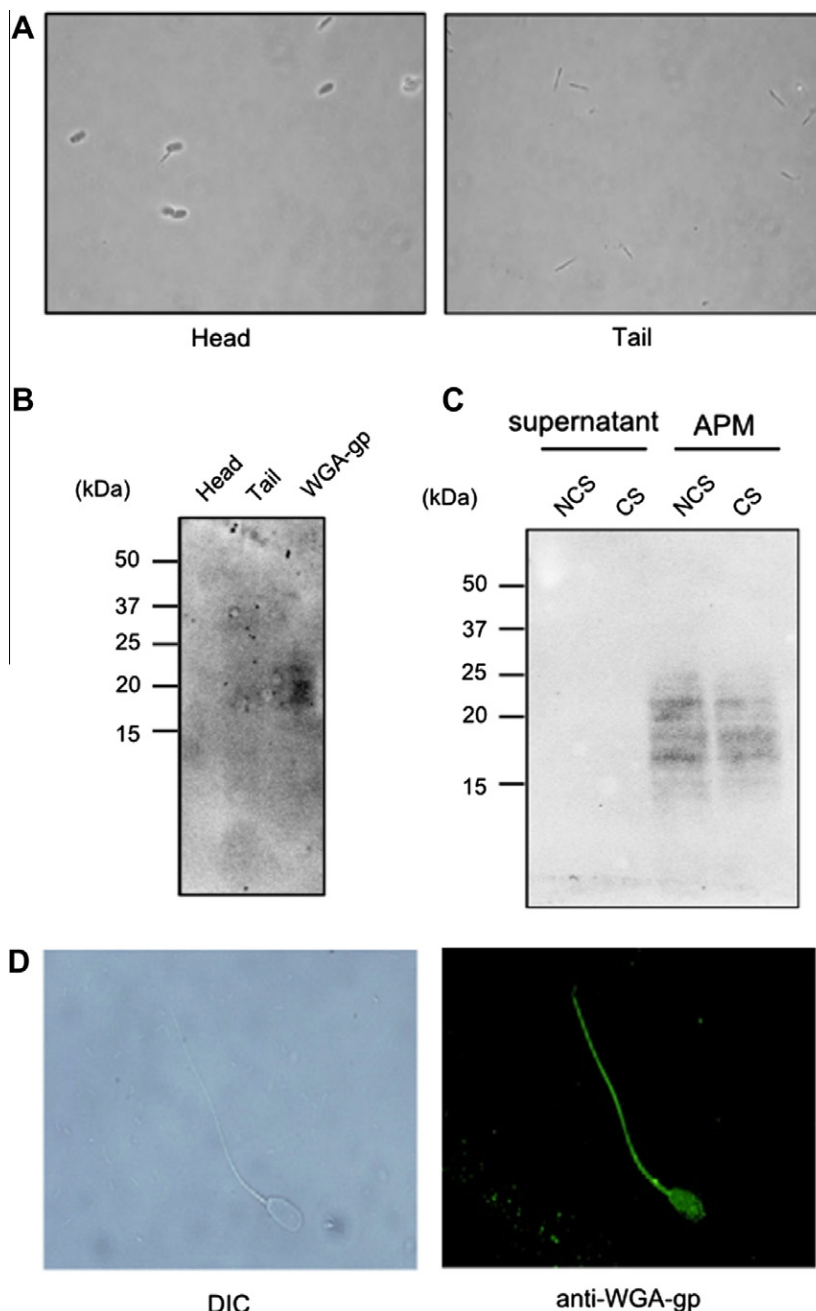 A
Head
Tail
B
(kDa)
Head
Tail
WGA-gp
50
37
25
20
15
C
supernatant
APM
(kDa)
NCS
CS
NCS
CS
50
37
25
20
15
D
DIC
anti-WGA-gp